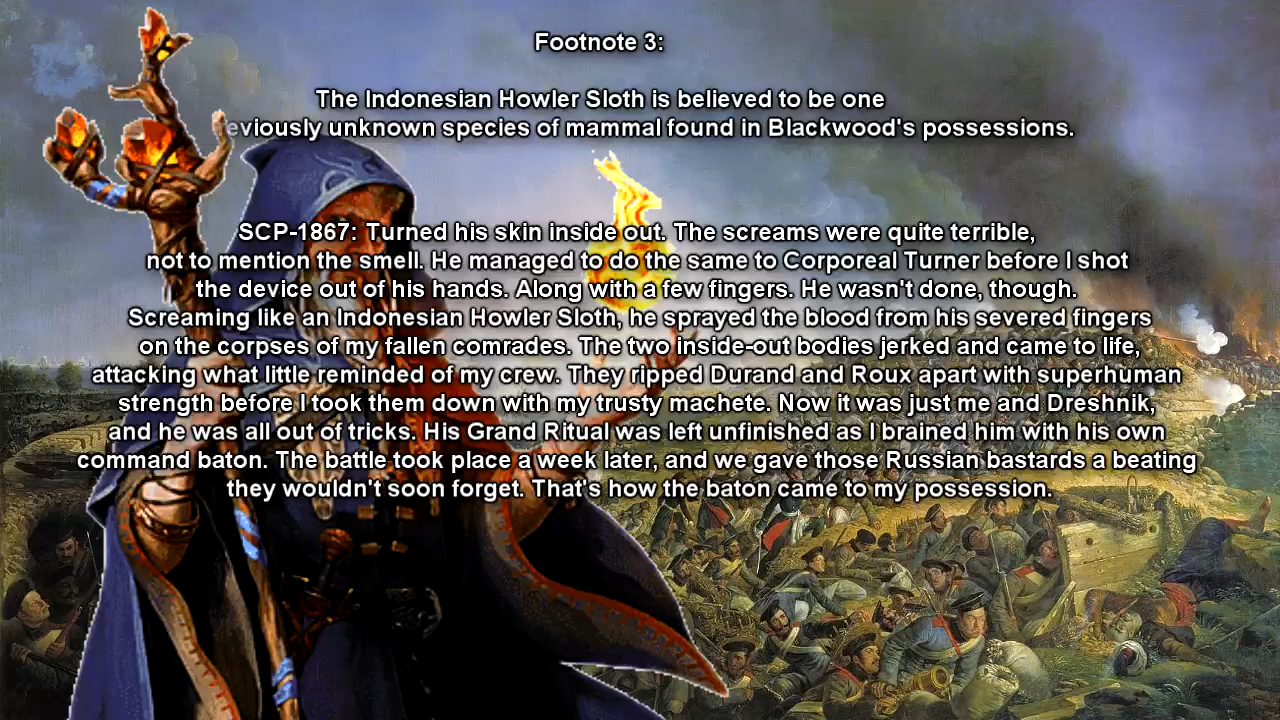 Footnote 3:
The Indonesian Howler Sloth is believed to be one
unknown species of mammal found in Blackwood's possessions.
SCP-1867: Turned his skin inside out. The screams were quite terrible,
not to mention the smell. He managed to do the same to Corporeal Turner before I shot
the device out of his hands. Along with a few fingers. He wasn't done, though.
Screaming like an Indonesian Howler Sloth, he sprayed the blood from his severed fingers
on the corpses of my fallen comrades. The two inside-out bodies jerked and came to life,
attacking what little reminded of my crew. They ripped Durand and Roux apart with superhuman
strength before I took them down with my trusty machete. Now it was just me and Dreshnik,
and he was all out of tricks. His Grand Ritual was left unfinished as I brained him with his own
command baton. The battle took place a week later, and we gave those Russian bastards a beating
they wouldn't soon forget. That's how the baton came to my possession.